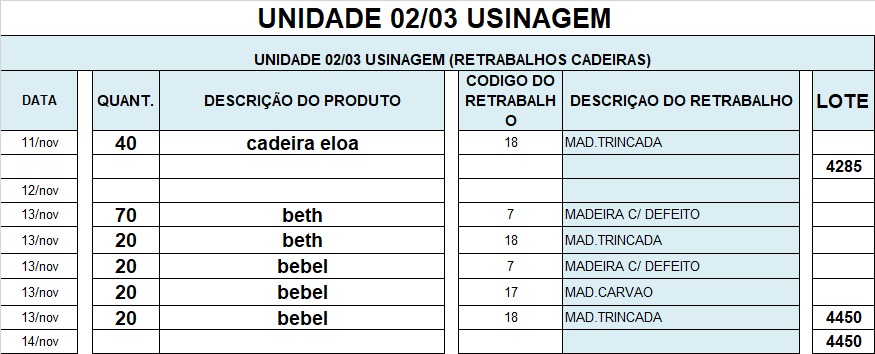 UNIDADE 02/03 USINAGEM
UNIDADE 02/03 USINAGEM (RETRABALHOS CADEIRAS)
DATA QUANT. DESCRIÇÃO DO PRODUTO CODIGO DO RETRABALH O DESCRIÇAO DO RETRABALHO LOTE
11/nov 40 cadeira eloa 18 MAD.TRINCADA
4285
12/nov
13/nov 70 beth 7 MADEIRA C/ DEFEITO
13/nov 20 beth 18 MAD.TRINCADA
13/nov 20 bebel 7 MADEIRA C/ DEFEITO
13/nov 20 bebel 17 MAD.CARVAO
13/nov 20 bebel 18 MAD.TRINCADA 4450
14/nov 4450